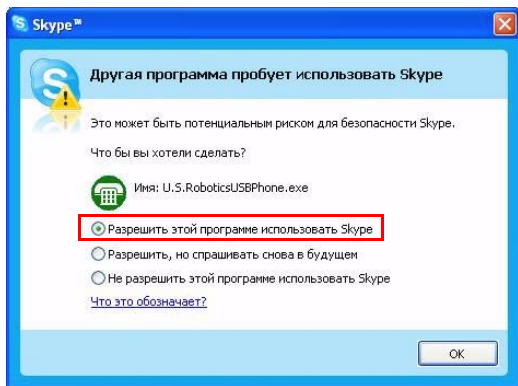 Skype™
Другая программа пробует использовать Skype
Это может быть потенциальным риском для безопасности Skype.
Что бы вы хотели сделать?
Имя: U.S.RoboticsUSBPhone.exe
Разрешить этой программе использовать Skype
Разрешить, но спрашивать снова в будущем
Не разрешить этой программе использовать Skype
Что это обозначает?
OK